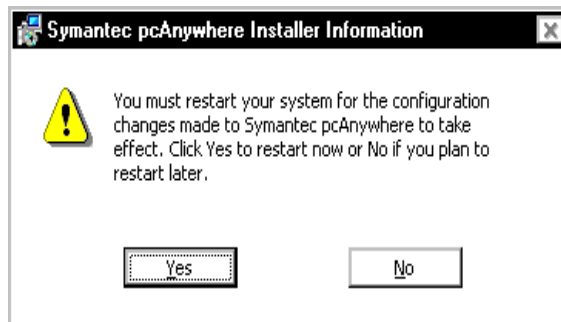 Symantec pcAnywhere Installer Information
You must restart your system for the configuration
changes made to Symantec pcAnywhere to take
effect. Click Yes to restart now or No if you plan to
restart later.
Yes
No